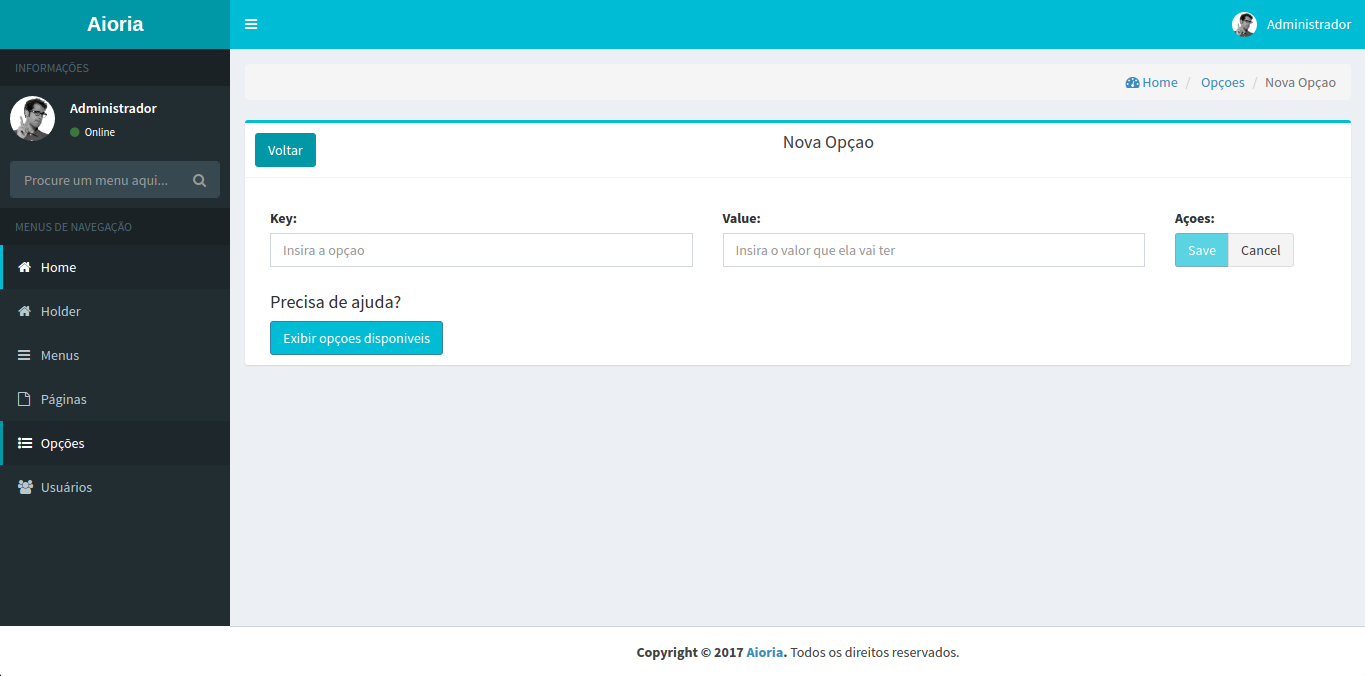 Aioria
Administrador
INFORMAÇÕES
Administrador
Online
Procure um menu aqui...
MENUS DE NAVEGAÇÃO
Home
Holder
Menus
Páginas
Opções
Usuários
Home / Opçoes / Nova Opçao
Voltar
Nova Opçao
Key:
Insira a opçao
Value:
Insira o valor que ela vai ter
Açoes:
Save Cancel
Precisa de ajuda?
Exibir opçoes disponiveis
Copyright © 2017 Aioria. Todos os direitos reservados.